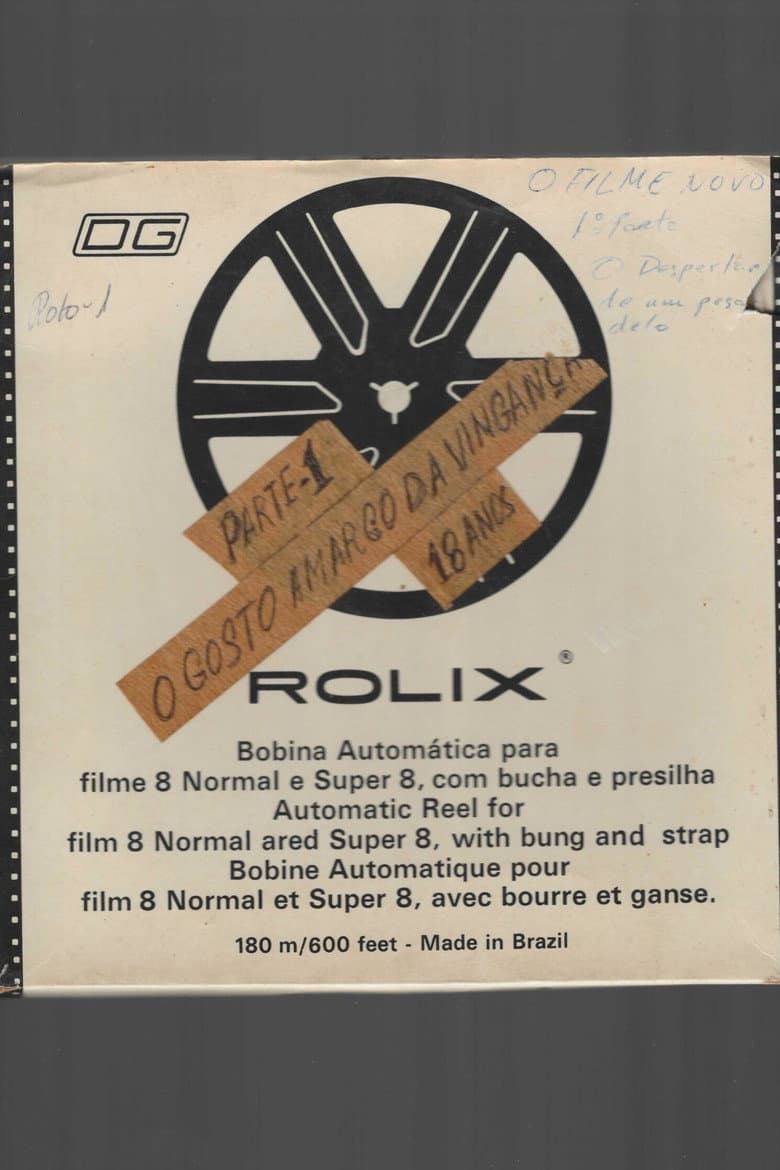 O FILME NOVO
1º Parte
O Despertar
de um pesa
delo
DG
Rolo-1
PARTE-1
O GOSTO AMARGO DA VINGANÇA
18 ANOS
ROLIX ®
Bobina Automática para
filme 8 Normal e Super 8, com bucha e presilha
Automatic Reel for
film 8 Normal ared Super 8, with bung and strap
Bobine Automatique pour
film 8 Normal et Super 8, avec bourre et ganse.
180 m/600 feet - Made in Brazil